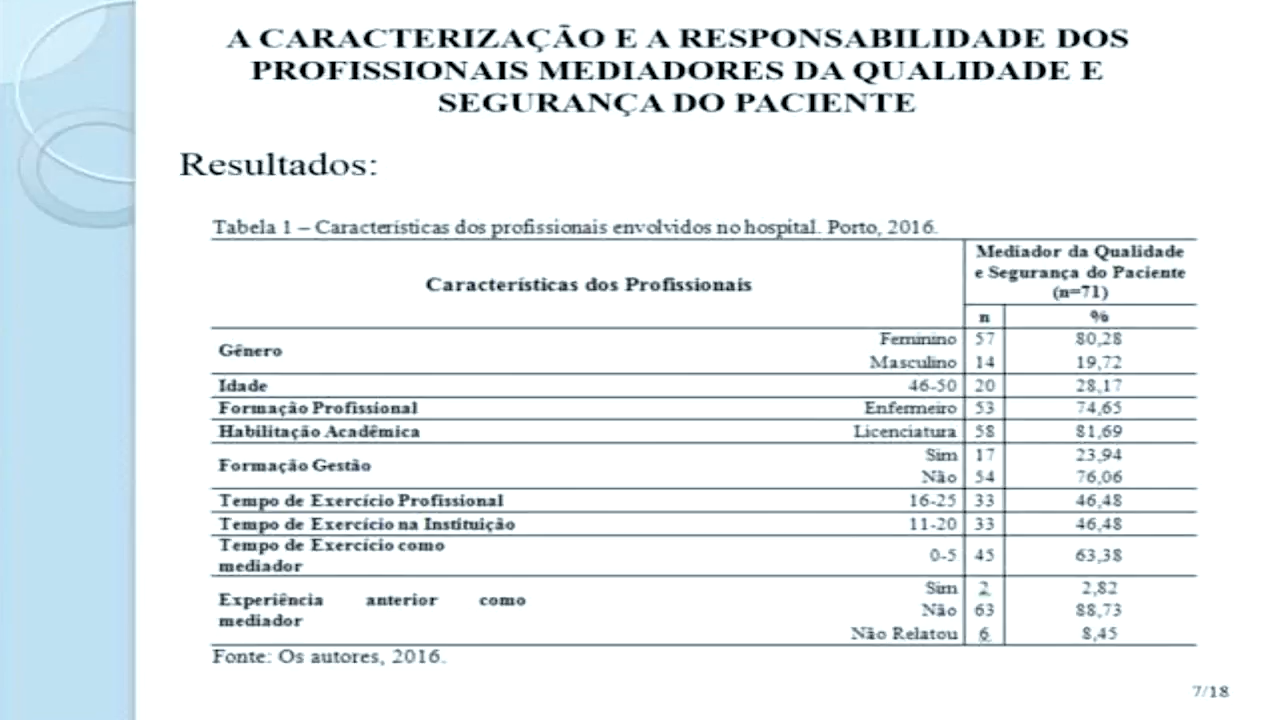 A CARACTERIZAÇÃO E A RESPONSABILIDADE DOS
PROFISSIONAIS MEDIADORES DA QUALIDADE E
SEGURANÇA DO PACIENTE
Resultados:
Tabela 1 – Características dos profissionais envolvidos no hospital. Porto, 2016.
Características dos Profissionais
Mediador da Qualidade
e Segurança do Paciente
(n=71)
n %
Gênero
Feminino 57 80,28
Masculino 14 19,72
Idade 46-50 20 28,17
Formação Profissional Enfermeiro 53 74,65
Habilitação Acadêmica Licenciatura 58 81,69
Formação Gestão
Sim 17 23,94
Não 54 76,06
Tempo de Exercício Profissional 16-25 33 46,48
Tempo de Exercício na Instituição 11-20 33 46,48
Tempo de Exercício como
mediador
0-5 45 63,38
Experiência anterior como
mediador
Sim 2 2,82
Não 63 88,73
Não Relatou 6 8,45
Fonte: Os autores, 2016.
7/18